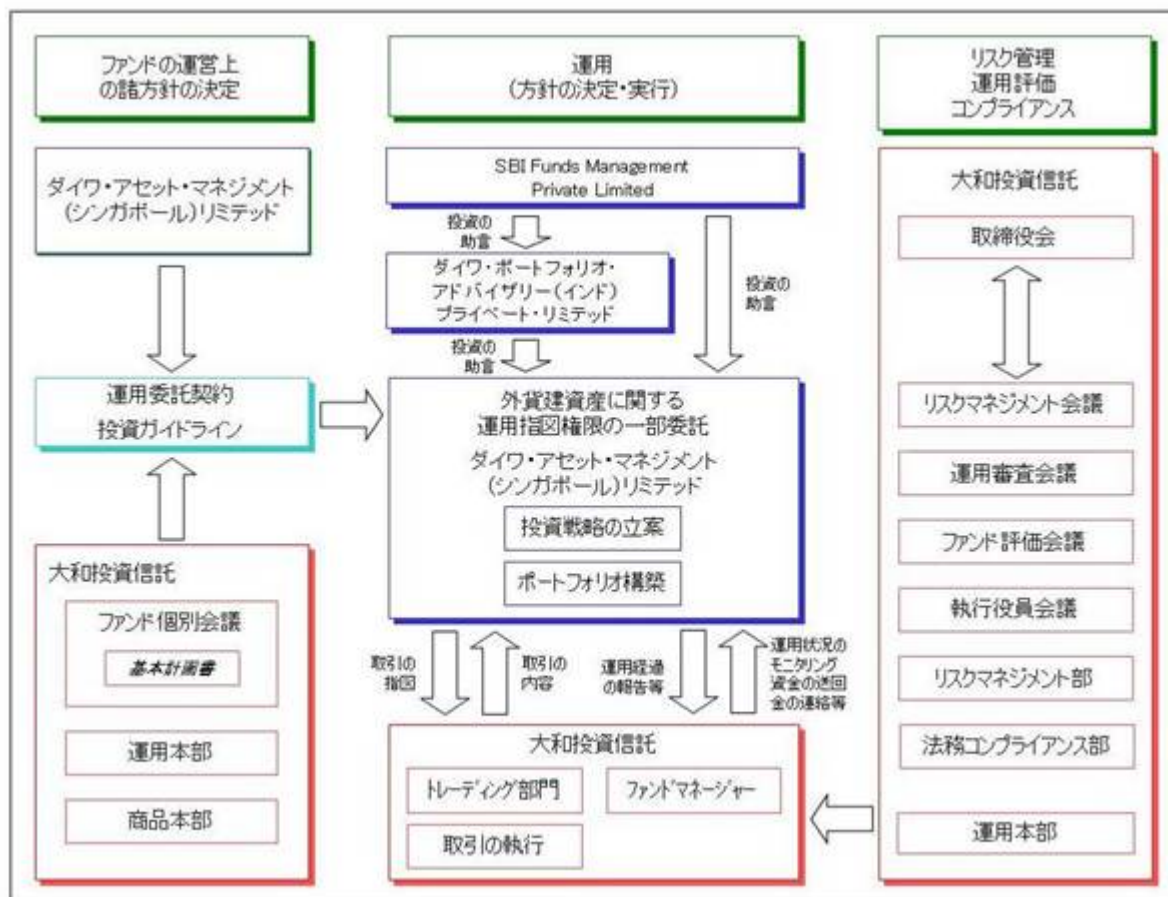 ファンドの運営上
の諸方針の決定
ダイワ・アセット・マネジメント
(シンガポール)リミテッド
運用委託契約
投資ガイドライン
大和投資信託
ファンド個別会議
基本計画書
運用本部
商品本部
運用
(方針の決定・実行)
SBI Funds Management
Private Limited
投資の
助言
ダイワ・ポートフォリオ・
アドバイザリー(インド)
プライベート・リミテッド
投資の
助言
投資の
助言
外貨建資産に関する
運用指図権限の一部委託
ダイワ・アセット・マネジメント
(シンガポール)リミテッド
投資戦略の立案
ポートフォリオ構築
取引の
指図
取引の
内容
運用経過
の報告等
運用状況の
モニタリング
資金の送回
金の連絡等
大和投資信託
トレーディング部門
ファンドマネージャー
取引の執行
リスク管理
運用評価
コンプライアンス
大和投資信託
取締役会
リスクマネジメント会議
運用審査会議
ファンド評価会議
執行役員会議
リスクマネジメント部
法務コンプライアンス部
運用本部